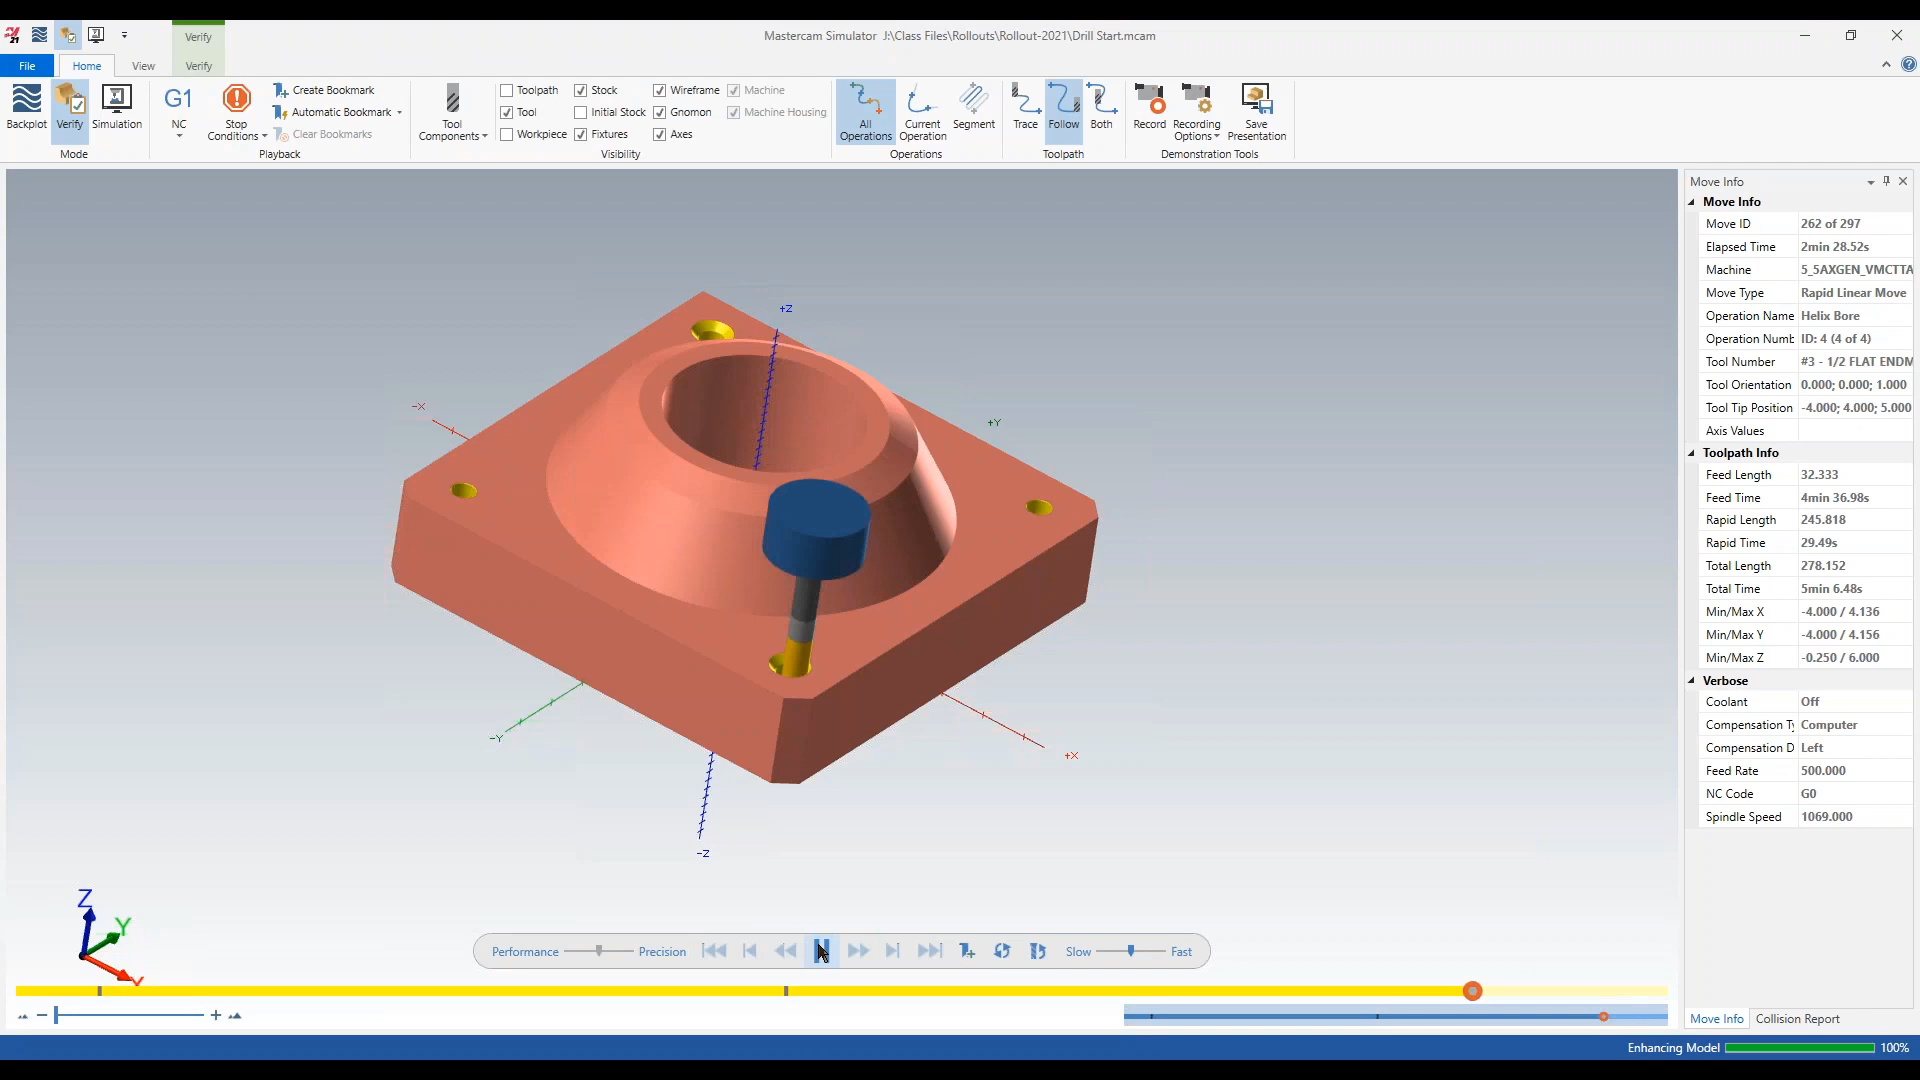 21
Verify
Mastercam Simulator J:\Class Files\Rollouts\Rollout-2021\Drill Start.mcam
File
Home
View
Verify
Backplot
Verify
Simulation
Mode
G1
NC
Stop
Conditions
Create Bookmark
Automatic Bookmark
Clear Bookmarks
Playback
Tool
Components
Toolpath
Tool
Workpiece
Stock
Initial Stock
Fixtures
Wireframe
Gnomon
Axes
Machine
Machine Housing
Visibility
All
Operations
Current
Operation
Segment
Operations
Trace
Follow
Both
Toolpath
Record
Recording
Options
Save
Presentation
Demonstration Tools
+Z
-X
+Y
-Y
+X
-Z
Z
Y
Performance
Precision
Slow
Fast
Move Info
Move Info
Move ID 262 of 297
Elapsed Time 2min 28.52s
Machine 5_5AXGEN_VMCTTA
Move Type Rapid Linear Move
Operation Name Helix Bore
Operation Numb ID: 4 (4 of 4)
Tool Number #3 - 1/2 FLAT ENDM
Tool Orientation 0.000; 0.000; 1.000
Tool Tip Position -4.000; 4.000; 5.000
Axis Values
Toolpath Info
Feed Length 32.333
Feed Time 4min 36.98s
Rapid Length 245.818
Rapid Time 29.49s
Total Length 278.152
Total Time 5min 6.48s
Min/Max X -4.000 / 4.136
Min/Max Y -4.000 / 4.156
Min/Max Z -0.250 / 6.000
Verbose
Coolant Off
Compensation Ty Computer
Compensation D Left
Feed Rate 500.000
NC Code G0
Spindle Speed 1069.000
Move Info
Collision Report
Enhancing Model 100%